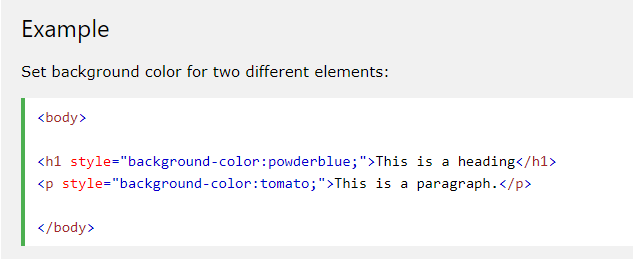 Example
Set background color for two different elements:
<body>
<h1 style="background-color:powderblue;">This is a heading</h1>
<p style="background-color:tomato;">This is a paragraph.</p>
</body>